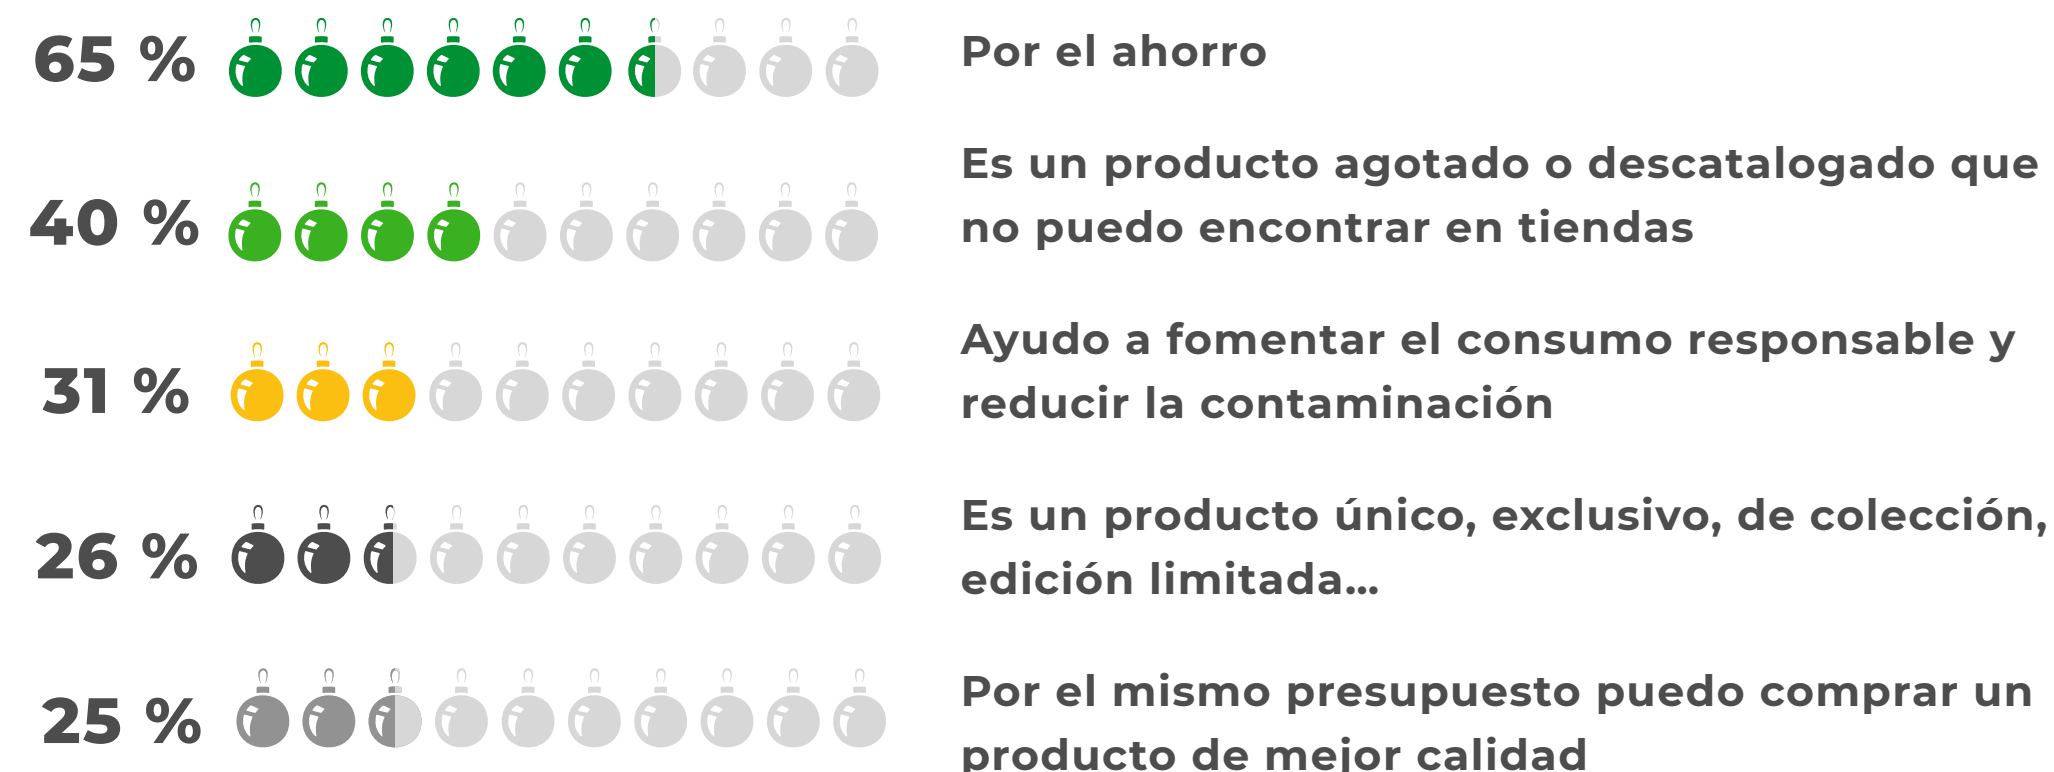 65 %
Por el ahorro
40 %
Es un producto agotado o descatalogado que
no puedo encontrar en tiendas
31 %
Ayudo a fomentar el consumo responsable y
reducir la contaminación
26 %
Es un producto único, exclusivo, de colección,
edición limitada...
25 %
Por el mismo presupuesto puedo comprar un
producto de mejor calidad